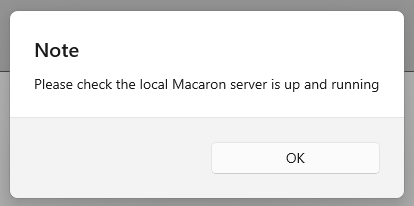 Note
Please check the local Macaron server is up and running
OK